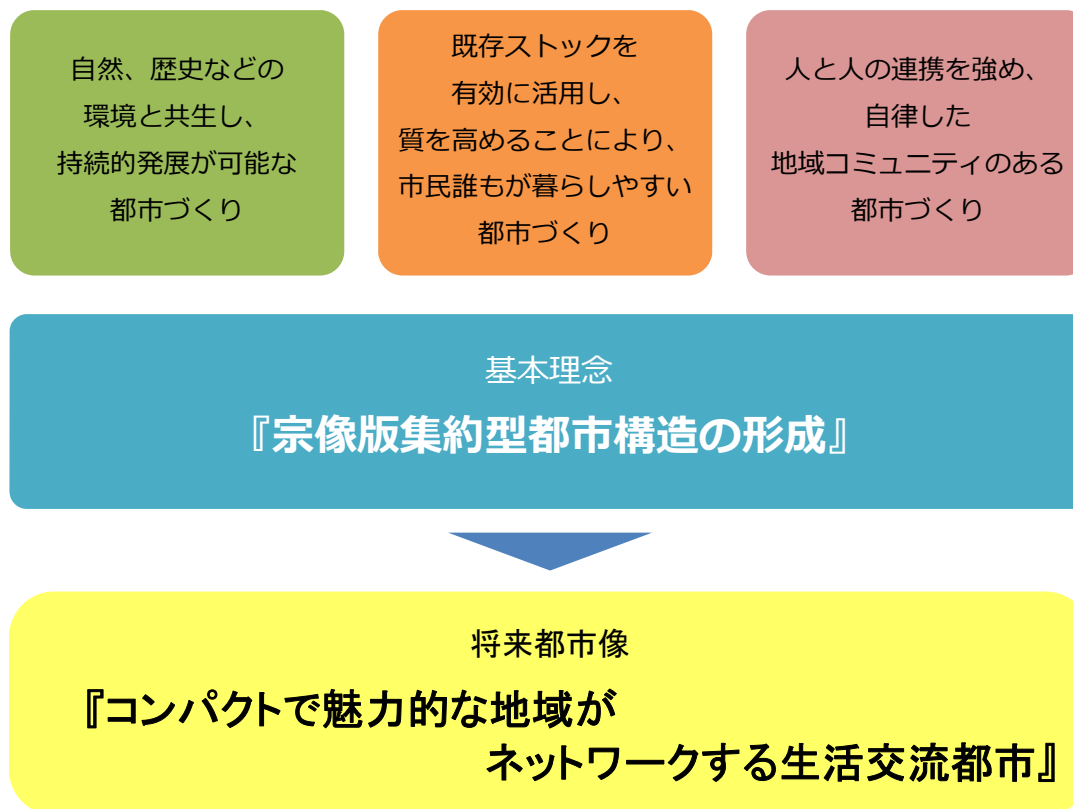 自然、歴史などの
環境と共生し、
持続的発展が可能な
都市づくり
既存ストックを
有効に活用し、
質を高めることにより、
市民誰もが暮らしやすい
都市づくり
人と人の連携を強め、
自律した
地域コミュニティのある
都市づくり
基本理念
『宗像版集約型都市構造の形成』
将来都市像
『コンパクトで魅力的な地域が
ネットワークする生活交流都市』